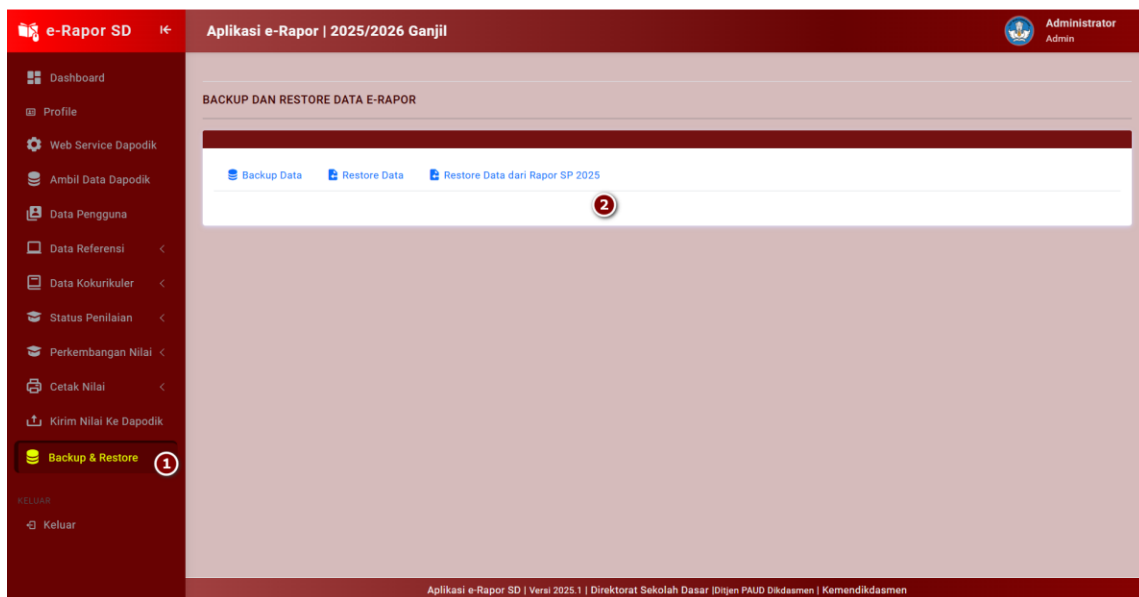 e-Rapor SD
Aplikasi e-Rapor | 2025/2026 Ganjil
Administrator
Admin
Dashboard
Profile
Web Service Dapodik
Ambil Data Dapodik
Data Pengguna
Data Referensi
Data Kokurikuler
Status Penilaian
Perkembangan Nilai
Cetak Nilai
Kirim Nilai Ke Dapodik
Backup & Restore
1
KELUAR
Keluar
BACKUP DAN RESTORE DATA E-RAPOR
Backup Data Restore Data Restore Data dari Rapor SP 2025
2
Aplikasi e-Rapor SD | Versi 2025.1 | Direktorat Sekolah Dasar |Ditjen PAUD Dikdasmen | Kemendikdasmen